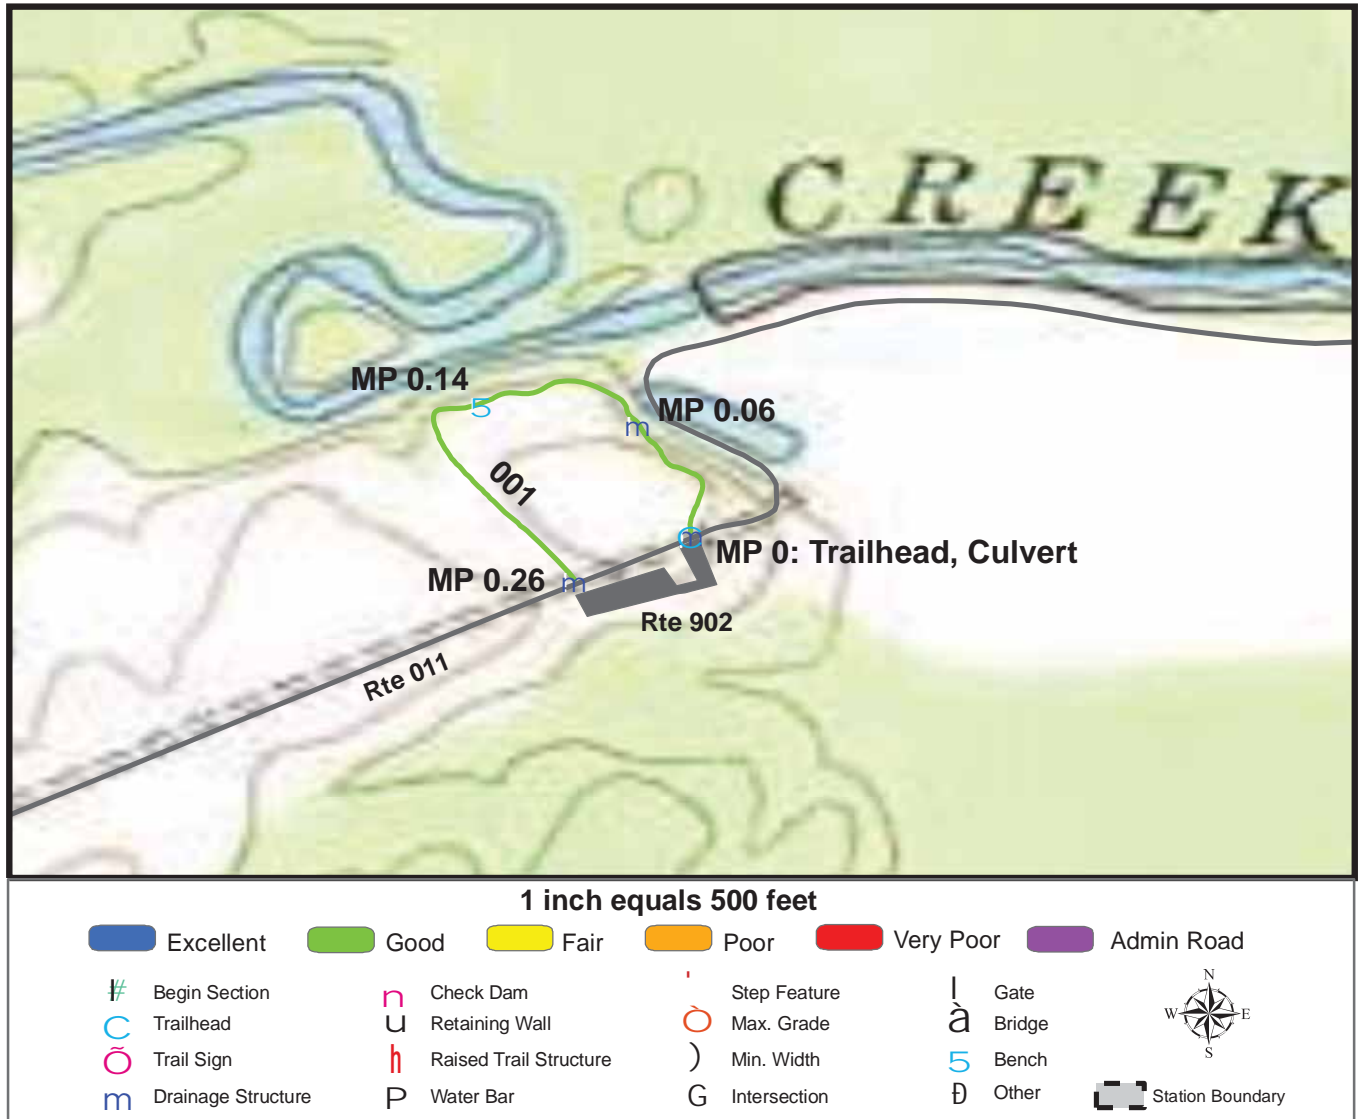 CREEK
MP 0.14
5
MP 0.06
m
001
m
MP 0: Trailhead, Culvert
MP 0.26
m
Rte 902
Rte 011
1 inch equals 500 feet
Excellent
Good
Fair
Poor
Very Poor
Admin Road
# Begin Section
C Trailhead
Õ Trail Sign
m Drainage Structure
n Check Dam
u Retaining Wall
h Raised Trail Structure
P Water Bar
' Step Feature
Ò Max. Grade
) Min. Width
G Intersection
l Gate
à Bridge
5 Bench
Đ Other
N
W E
S
Station Boundary